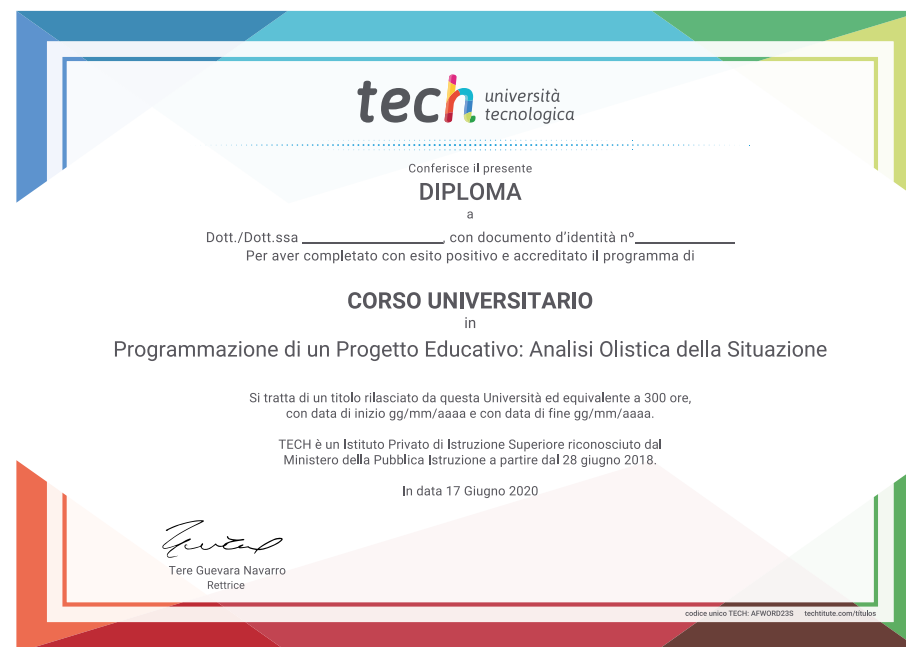 tech università
tecnologica
Conferisce il presente
DIPLOMA
a
Dott./Dott.ssa ________________, con documento d'identità nº____________
Per aver completato con esito positivo e accreditato il programma di
CORSO UNIVERSITARIO
in
Programmazione di un Progetto Educativo: Analisi Olistica della Situazione
Si tratta di un titolo rilasciato da questa Università ed equivalente a 300 ore,
con data di inizio gg/mm/aaaa e con data di fine gg/mm/aaaa.
TECH è un Istituto Privato di Istruzione Superiore riconosciuto dal
Ministero della Pubblica Istruzione a partire dal 28 giugno 2018.
In data 17 Giugno 2020
Tere Guevara Navarro
Rettrice
codice unico TECH: AFWORD23S techtitute.com/titulos